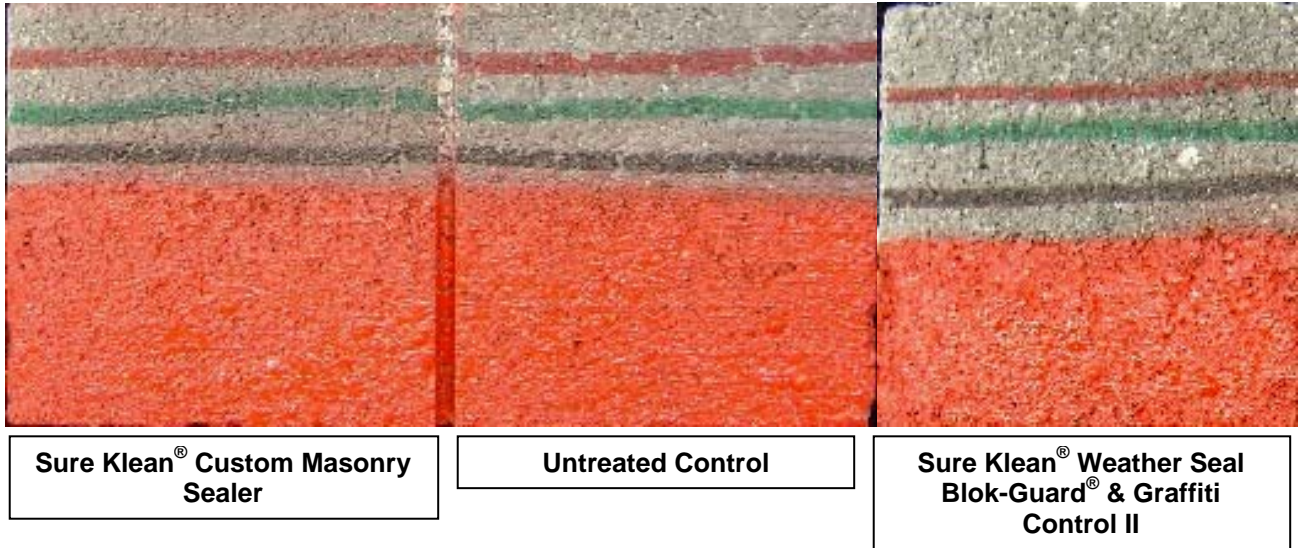 Sure Klean® Custom Masonry
Sealer
Untreated Control
Sure Klean® Weather Seal
Blok-Guard® & Graffiti
Control II